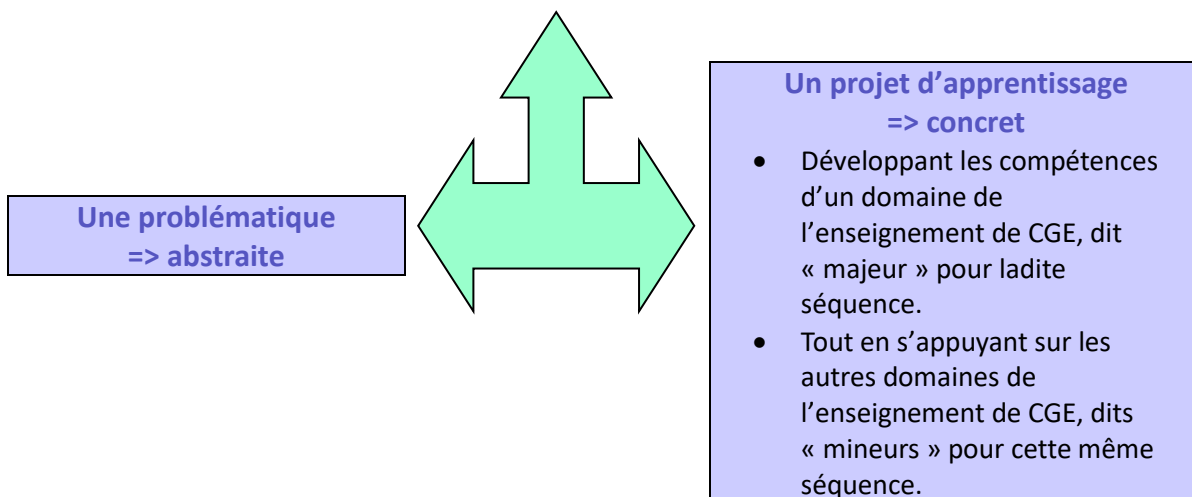 Une problématique
=> abstraite
Un projet d’apprentissage
=> concret
• Développant les compétences
d’un domaine de
l’enseignement de CGE, dit
« majeur » pour ladite
séquence.
• Tout en s’appuyant sur les
autres domaines de
l’enseignement de CGE, dits
« mineurs » pour cette même
séquence.